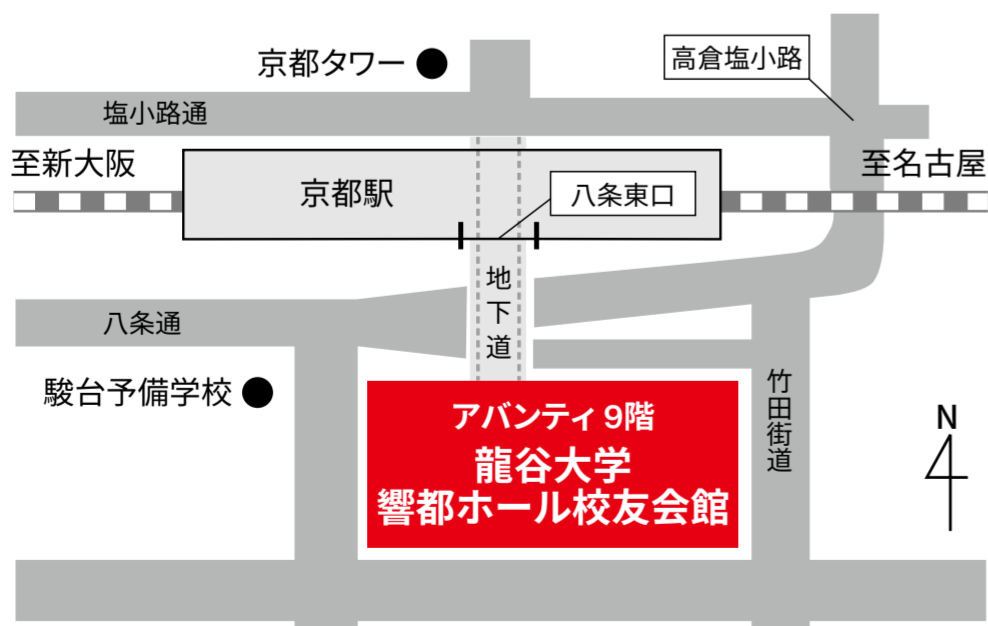 京都タワー
高倉塩小路
塩小路通
至新大阪
至名古屋
京都駅
八条東口
地下道
八条通
駿台予備学校
竹田街道
アバンティ 9階
龍谷大学
響都ホール校友会館
N